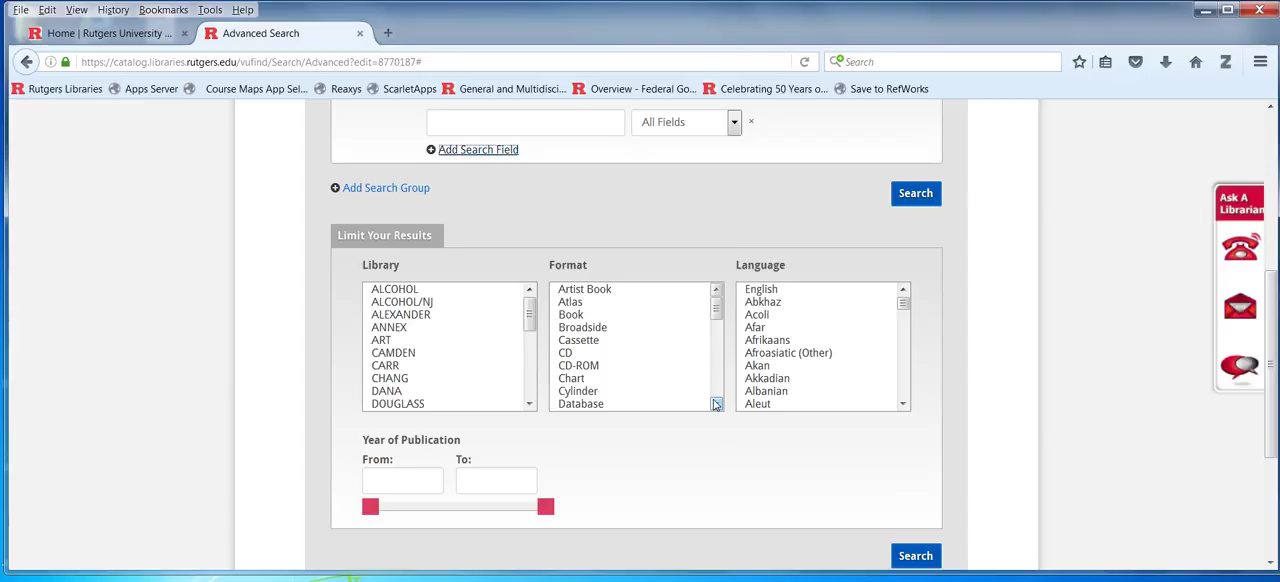 File Edit View History Bookmarks Tools Help
Home | Rutgers University ... × Advanced Search × +
https://catalog.libraries.rutgers.edu/vufind/Search/Advanced?edit=8770187# Search
Rutgers Libraries Apps Server Course Maps App Sel... Reaxys ScarletApps General and Multidisci... Overview - Federal Go... Celebrating 50 Years o... Save to RefWorks
All Fields ×
Add Search Field
Add Search Group
Search
Ask A
Librarian
Limit Your Results
Library Format Language
ALCOHOL Artist Book English
ALCOHOL/NJ Atlas Abkhaz
ALEXANDER Book Acoli
ANNEX Broadside Afar
ART Cassette Afrikaans
CAMDEN CD Afroasiatic (Other)
CARR CD-ROM Akan
CHANG Chart Akkadian
DANA Cylinder Albanian
DOUGLASS Database Aleut
Year of Publication
From: To:
Search